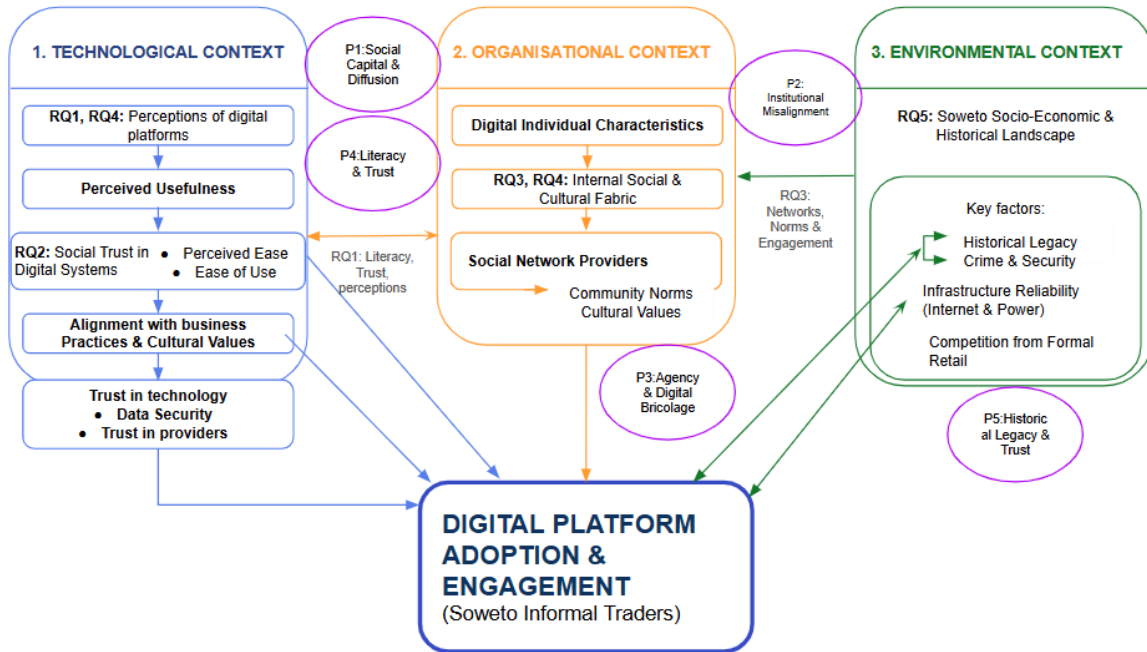 1. TECHNOLOGICAL CONTEXT
RQ1, RQ4: Perceptions of digital
platforms
Perceived Usefulness
RQ2: Social Trust in
Digital Systems
● Perceived Ease
● Ease of Use
Alignment with business
Practices & Cultural Values
Trust in technology
● Data Security
● Trust in providers
P1:Social
Capital &
Diffusion
P4:Literacy
& Trust
RQ1: Literacy,
Trust,
perceptions
2. ORGANISATIONAL CONTEXT
Digital Individual Characteristics
RQ3, RQ4: Internal Social &
Cultural Fabric
Social Network Providers
Community Norms
Cultural Values
P3:Agency
& Digital
Bricolage
P2:
Institutional
Misalignment
RQ3:
Networks,
Norms &
Engagement
3. ENVIRONMENTAL CONTEXT
RQ5: Soweto Socio-Economic &
Historical Landscape
Key factors:
Historical Legacy
Crime & Security
Infrastructure Reliability
(Internet & Power)
Competition from Formal
Retail
P5:Historic
al Legacy &
Trust
DIGITAL PLATFORM
ADOPTION &
ENGAGEMENT
(Soweto Informal Traders)